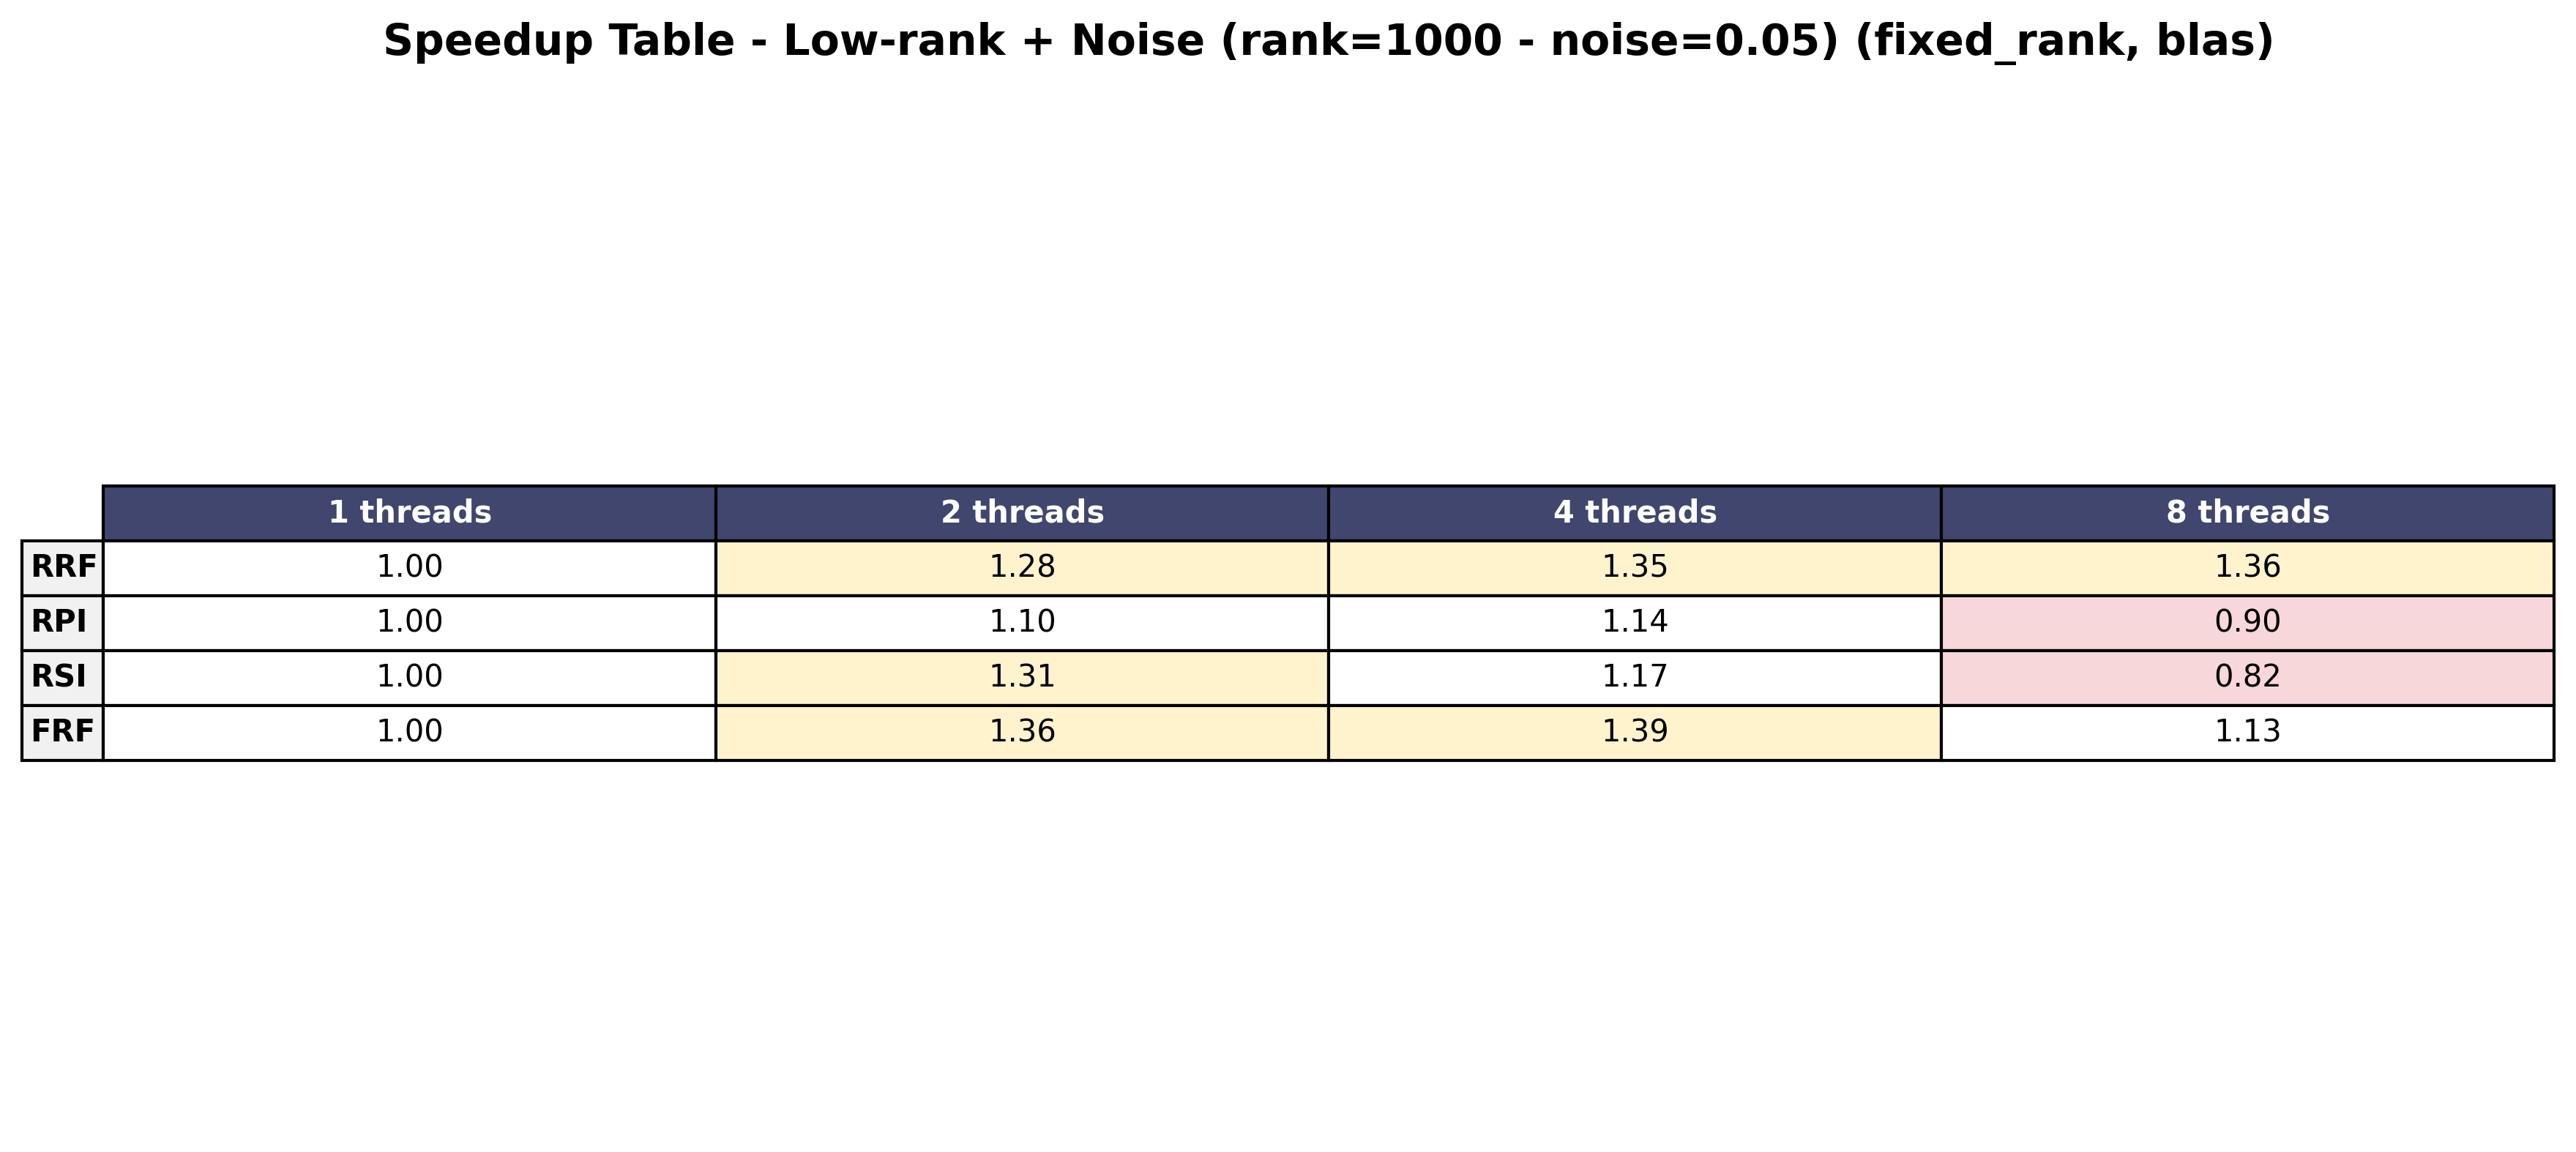 Speedup Table - Low-rank + Noise (rank=1000 - noise=0.05) (fixed_rank, blas)
1 threads 2 threads 4 threads 8 threads
RRF 1.00 1.28 1.35 1.36
RPI 1.00 1.10 1.14 0.90
RSI 1.00 1.31 1.17 0.82
FRF 1.00 1.36 1.39 1.13